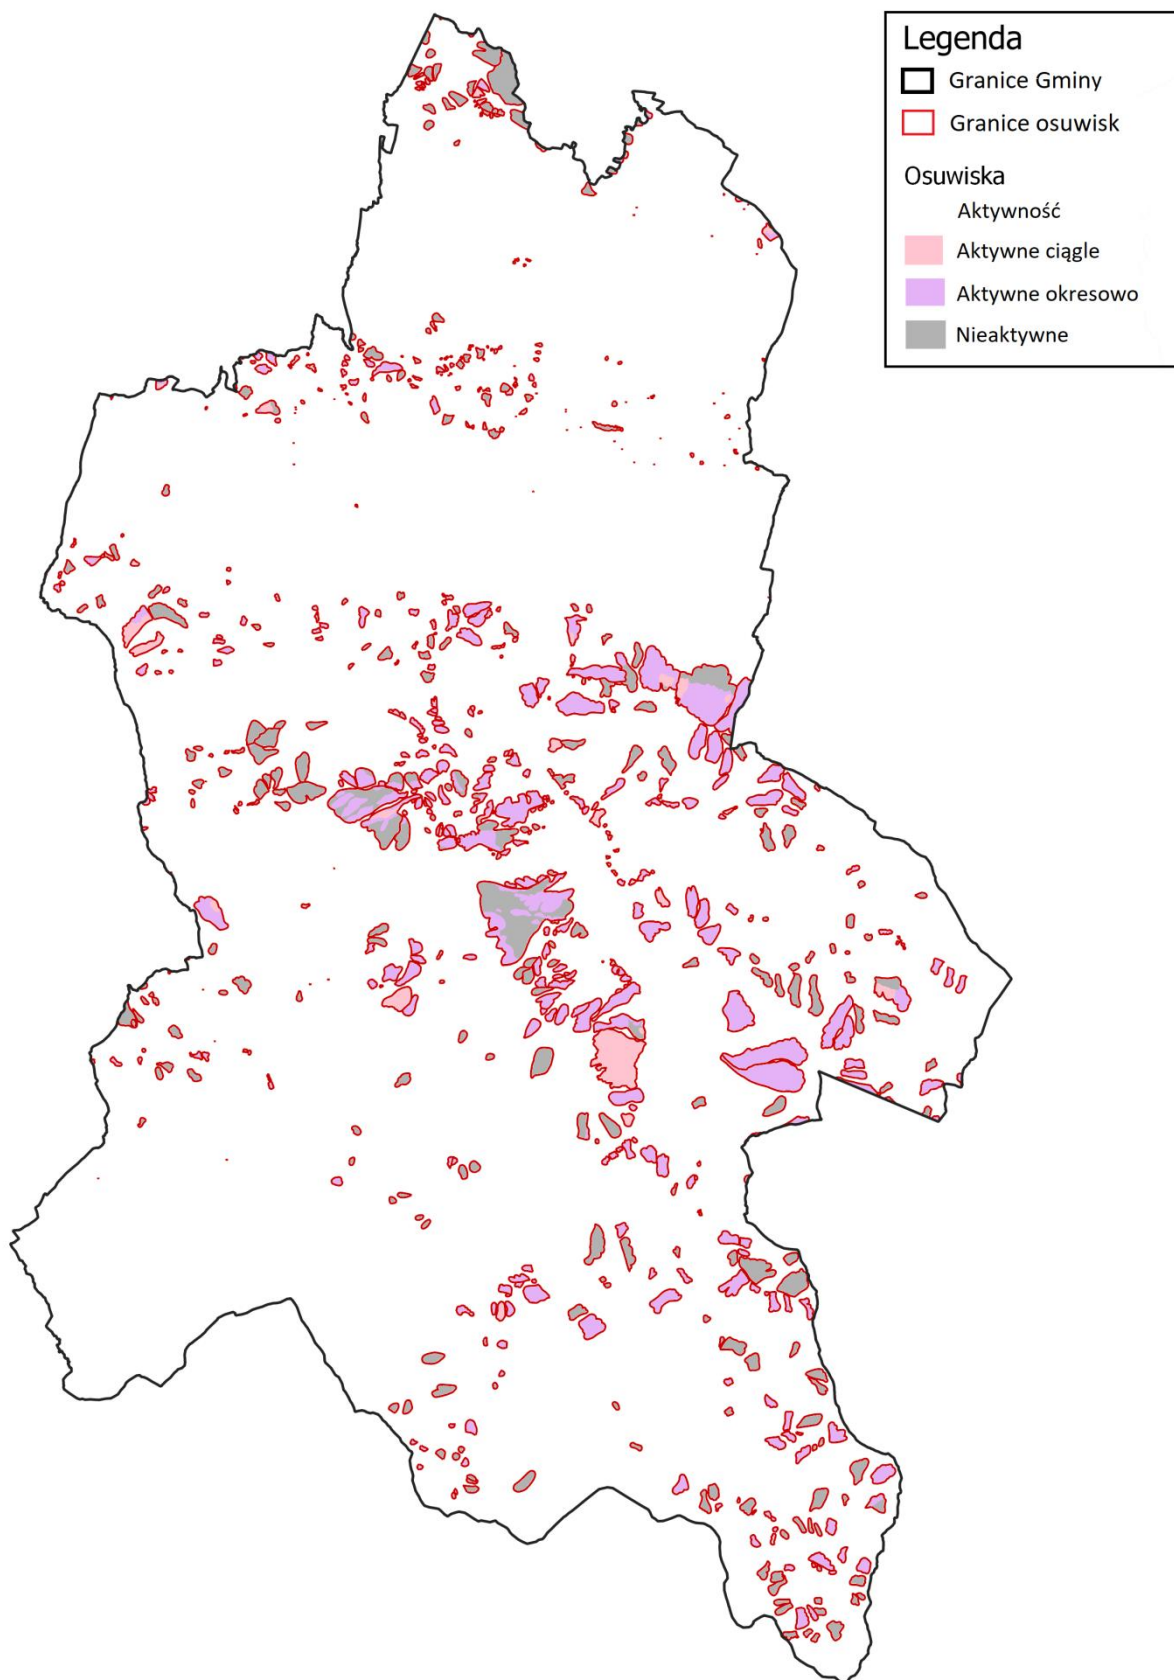 Legenda
Granice Gminy
Granice osuwisk
Osuwiska
Aktywność
Aktywne ciągle
Aktywne okresowo
Nieaktywne